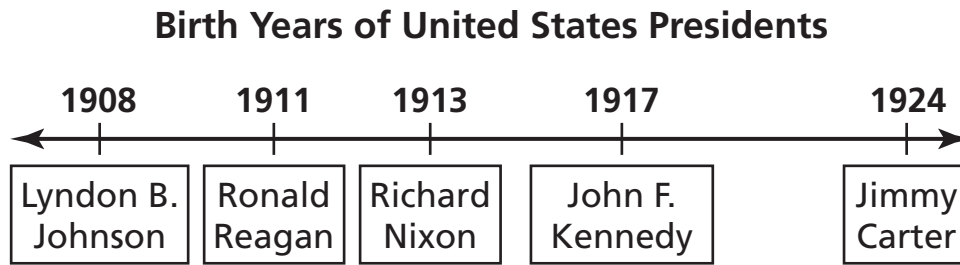 Birth Years of United States Presidents
1908 1911 1913 1917 1924
Lyndon B. Johnson
Ronald Reagan
Richard Nixon
John F. Kennedy
Jimmy Carter